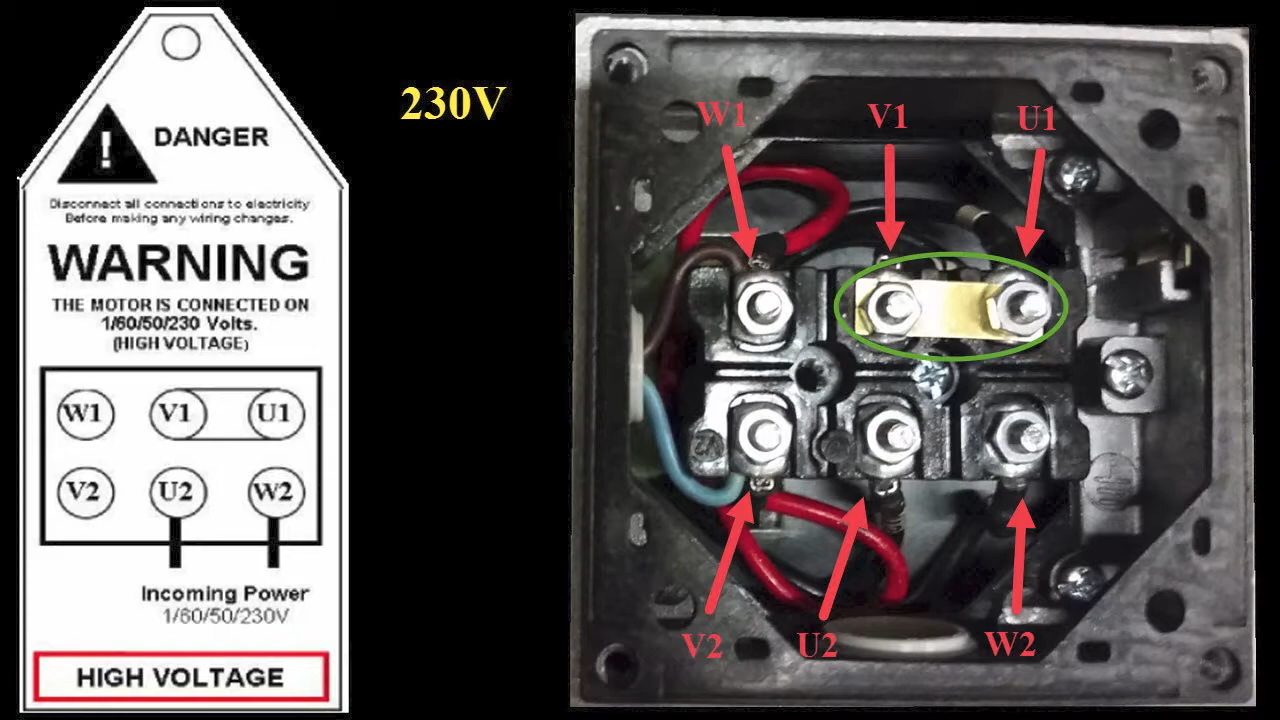 DANGER
Disconnect all connections to electricity
Before making any wiring changes.
WARNING
THE MOTOR IS CONNECTED ON
1/60/50/230 Volts.
(HIGH VOLTAGE)
W1 V1 U1
V2 U2 W2
Incoming Power
1/60/50/230V
HIGH VOLTAGE
230V
W1 V1 U1
V2 U2 W2